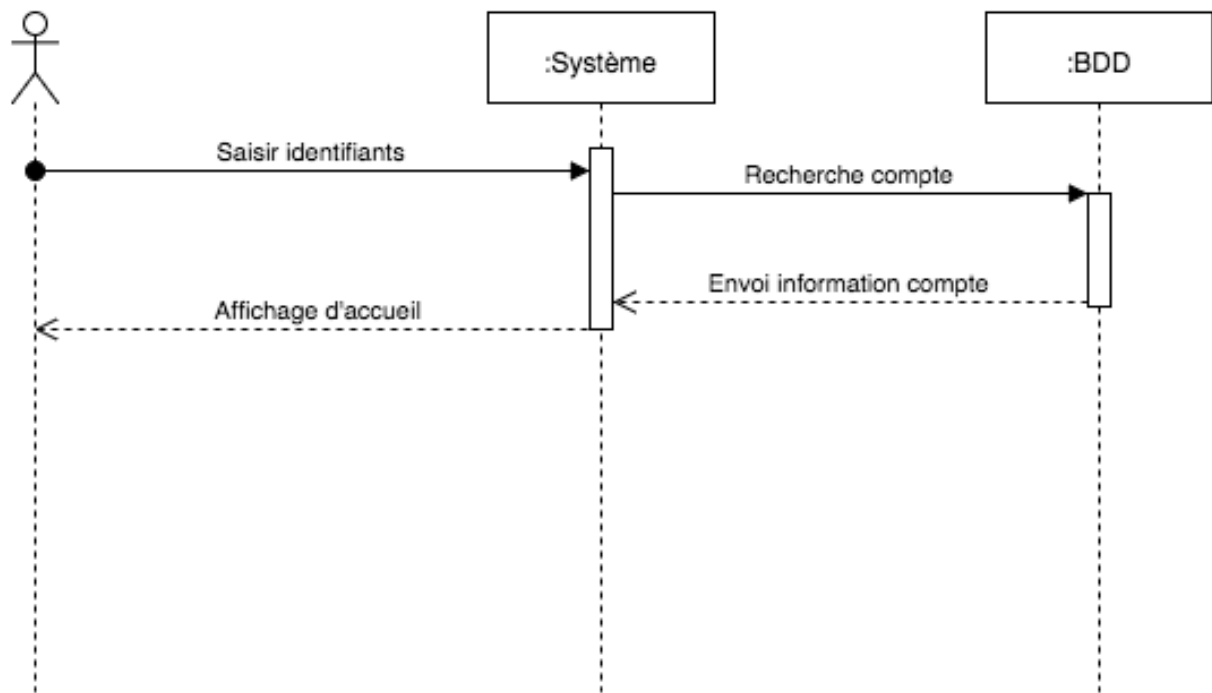 :Système
:BDD
Saisir identifiants
Recherche compte
Envoi information compte
Affichage d'accueil